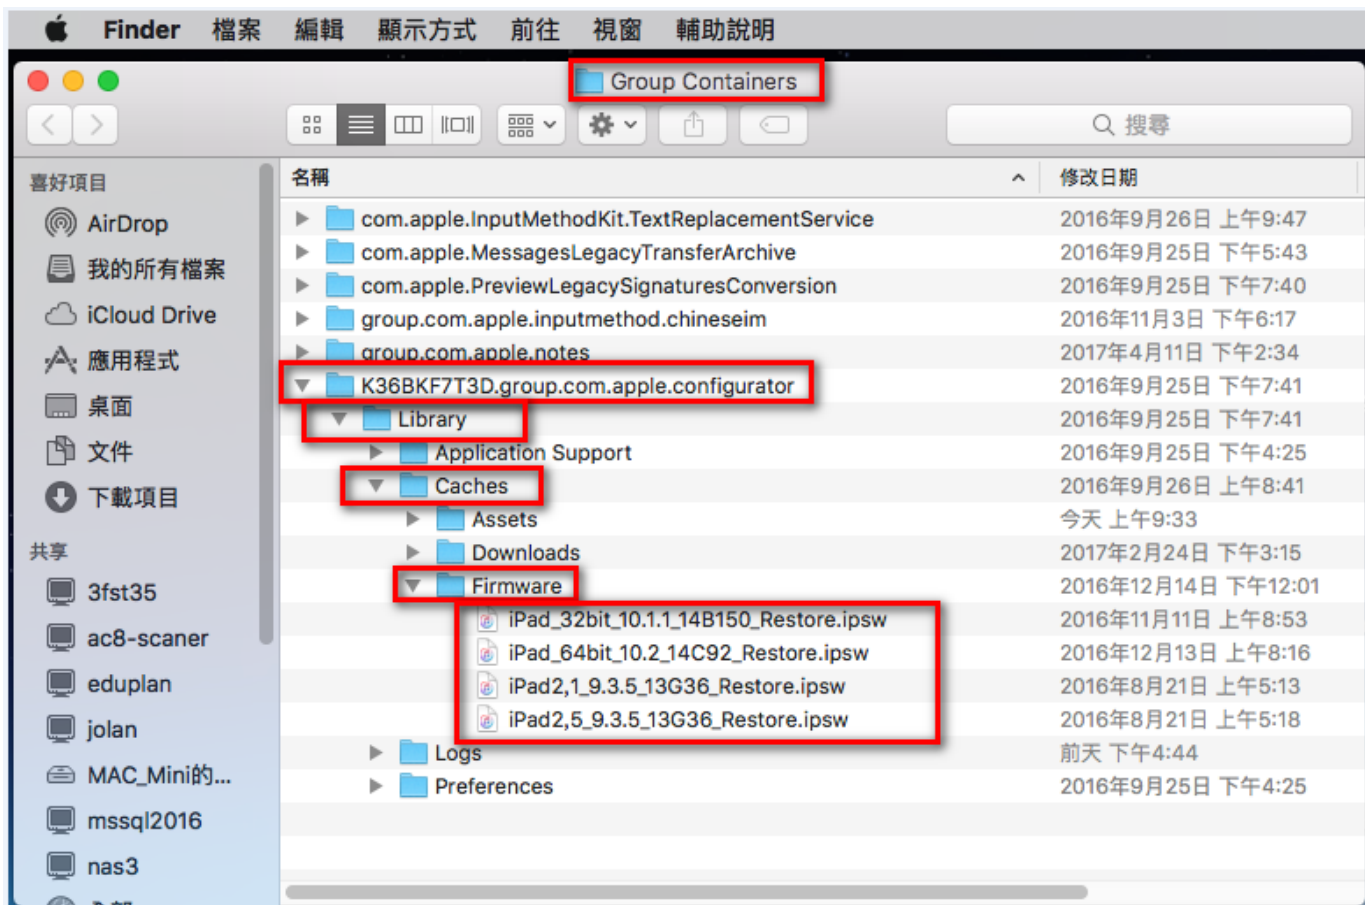 Finder 檔案 編輯 顯示方式 前往 視窗 輔助說明
Group Containers
搜尋
喜好項目
AirDrop
我的所有檔案
iCloud Drive
應用程式
桌面
文件
下載項目
共享
3fst35
ac8-scaner
eduplan
jolan
MAC_Mini的...
mssql2016
nas3
名稱 修改日期
com.apple.InputMethodKit.TextReplacementService 2016年9月26日 上午9:47
com.apple.MessagesLegacyTransferArchive 2016年9月25日 下午5:43
com.apple.PreviewLegacySignaturesConversion 2016年9月25日 下午7:40
group.com.apple.inputmethod.chineseim 2016年11月3日 下午6:17
group.com.apple.notes 2017年4月11日 下午2:34
K36BKF7T3D.group.com.apple.configurator 2016年9月25日 下午7:41
Library 2016年9月25日 下午7:41
Application Support 2016年9月25日 下午4:25
Caches 2016年9月26日 上午8:41
Assets 今天 上午9:33
Downloads 2017年2月24日 下午3:15
Firmware 2016年12月14日 下午12:01
iPad_32bit_10.1.1_14B150_Restore.ipsw 2016年11月11日 上午8:53
iPad_64bit_10.2_14C92_Restore.ipsw 2016年12月13日 上午8:16
iPad2,1_9.3.5_13G36_Restore.ipsw 2016年8月21日 上午5:13
iPad2,5_9.3.5_13G36_Restore.ipsw 2016年8月21日 上午5:18
Logs 前天 下午4:44
Preferences 2016年9月25日 下午4:25